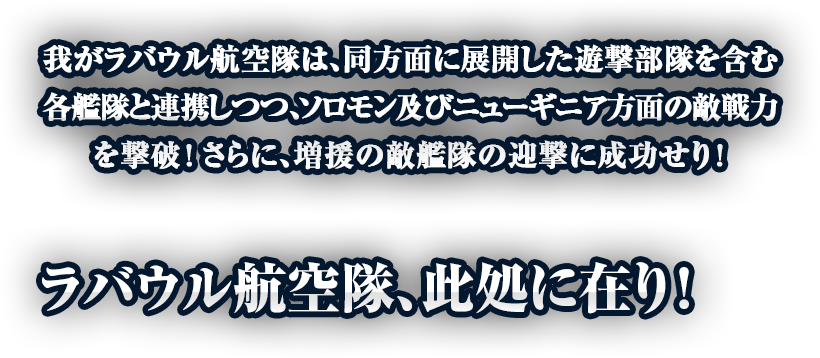 我がラバウル航空隊は、同方面に展開した遊撃部隊を含む
各艦隊と連携しつつ、ソロモン及びニューギニア方面の敵戦力
を撃破！さらに、増援の敵艦隊の迎撃に成功せり！
ラバウル航空隊、此処に在り！